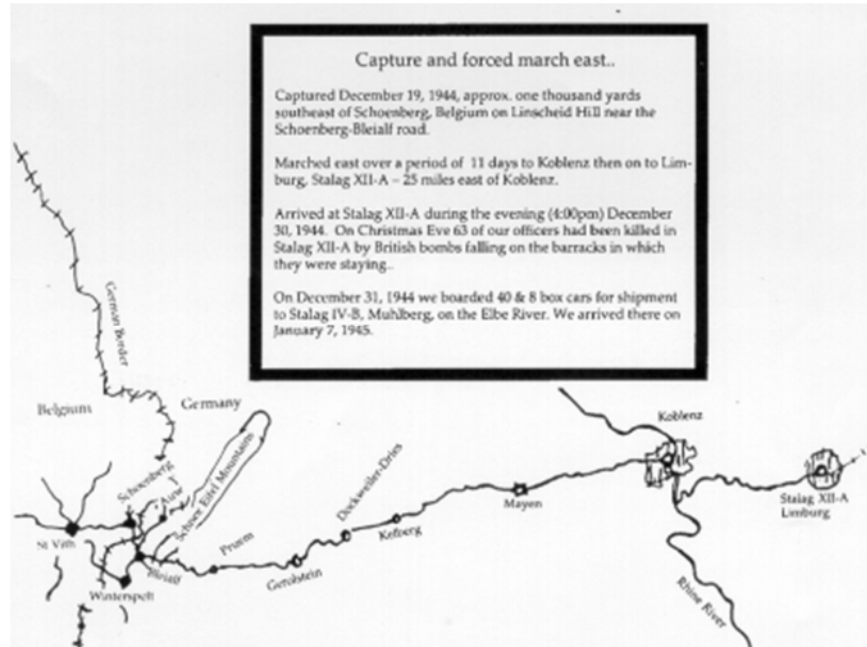 Capture and forced march east..
Captured December 19, 1944, approx. one thousand yards
southeast of Schoenberg, Belgium on Linscheid Hill near the
Schoenberg-Bleialf road.
Marched east over a period of 11 days to Koblenz then on to Lim-
burg, Stalag XII-A – 25 miles east of Koblenz.
Arrived at Stalag XII-A during the evening (4:00pm) December
30, 1944. On Christmas Eve 63 of our officers had been killed in
Stalag XII-A by British bombs falling on the barracks in which
they were staying..
On December 31, 1944 we boarded 40 & 8 box cars for shipment
to Stalag IV-B, Muhlberg, on the Elbe River. We arrived there on
January 7, 1945.
German Border
Belgium
Germany
Koblenz
Schoenberg
Auw
Schnee Eifel Mountains
Dockweiler-Dries
Stalag XII-A
Limburg
Mayen
Kelberg
St Vith
Bleialf
Pruem
Gerolstein
Winterspelt
Rhine River